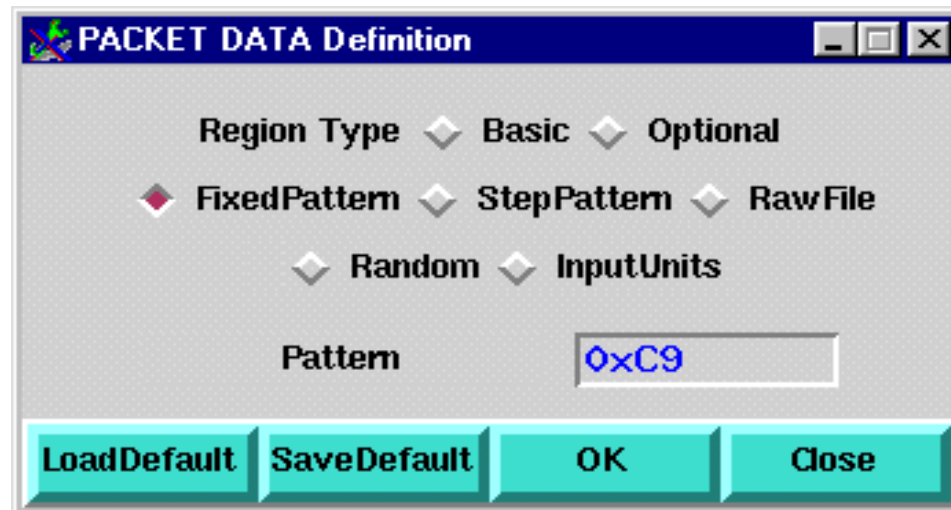 PACKET DATA Definition
Region Type Basic Optional
FixedPattern StepPattern RawFile
Random InputUnits
Pattern 0xC9
LoadDefault SaveDefault OK Close